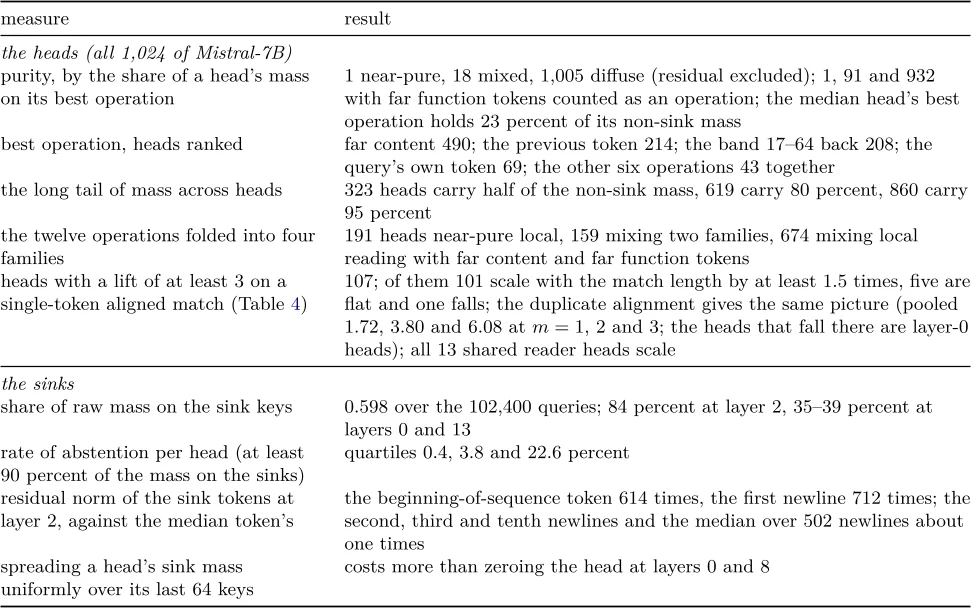 measure result
the heads (all 1,024 of Mistral-7B)
purity, by the share of a head's mass 1 near-pure, 18 mixed, 1,005 diffuse (residual excluded); 1, 91 and 932
on its best operation with far function tokens counted as an operation; the median head's best
operation holds 23 percent of its non-sink mass
best operation, heads ranked far content 490; the previous token 214; the band 17–64 back 208; the
query's own token 69; the other six operations 43 together
the long tail of mass across heads 323 heads carry half of the non-sink mass, 619 carry 80 percent, 860 carry
95 percent
the twelve operations folded into four 191 heads near-pure local, 159 mixing two families, 674 mixing local
families reading with far content and far function tokens
heads with a lift of at least 3 on a 107; of them 101 scale with the match length by at least 1.5 times, five are
single-token aligned match (Table 4) flat and one falls; the duplicate alignment gives the same picture (pooled
1.72, 3.80 and 6.08 at m = 1, 2 and 3; the heads that fall there are layer-0
heads); all 13 shared reader heads scale
the sinks
share of raw mass on the sink keys 0.598 over the 102,400 queries; 84 percent at layer 2, 35–39 percent at
layers 0 and 13
rate of abstention per head (at least quartiles 0.4, 3.8 and 22.6 percent
90 percent of the mass on the sinks)
residual norm of the sink tokens at the beginning-of-sequence token 614 times, the first newline 712 times; the
layer 2, against the median token's second, third and tenth newlines and the median over 502 newlines about
one times
spreading a head's sink mass costs more than zeroing the head at layers 0 and 8
uniformly over its last 64 keys